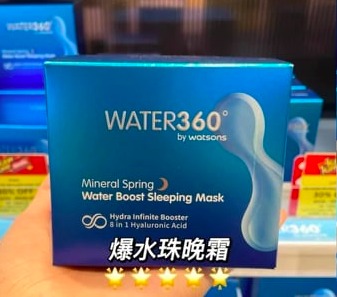 WATER360°
by watsons
Mineral Spring
Water Boost Sleeping Mask
Hydra Infinite Booster
8 in 1 Hyaluronic Acid
爆水珠晚霜
WATER360°